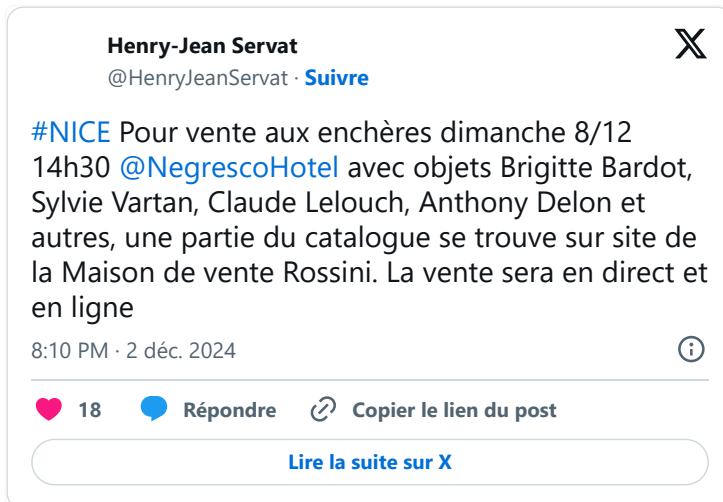 Henry-Jean Servat
@HenryJeanServat · Suivre
#NICE Pour vente aux enchères dimanche 8/12
14h30 @NegrescoHotel avec objets Brigitte Bardot,
Sylvie Vartan, Claude Lelouch, Anthony Delon et
autres, une partie du catalogue se trouve sur site de
la Maison de vente Rossini. La vente sera en direct et
en ligne
8:10 PM · 2 déc. 2024
18 Répondre Copier le lien du post
Lire la suite sur X